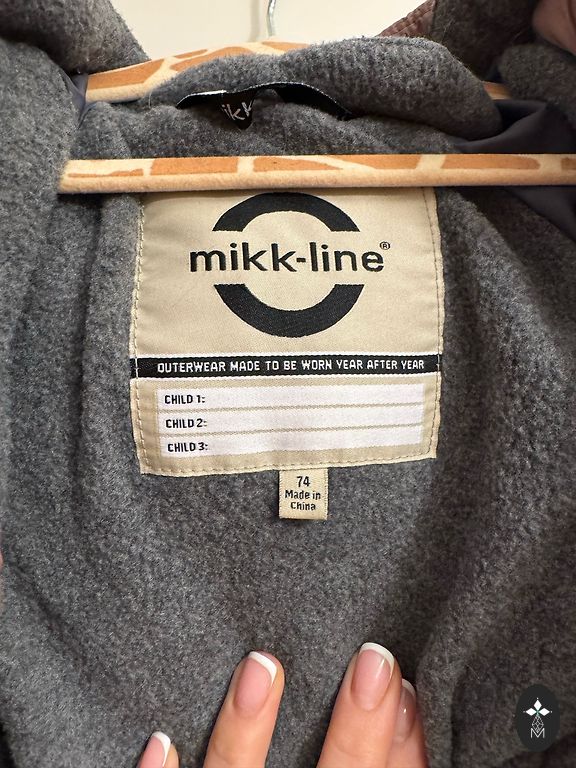 ikk
mikk-line®
OUTERWEAR MADE TO BE WORN YEAR AFTER YEAR
CHILD 1:
CHILD 2:
CHILD 3:
74
Made in
China
M